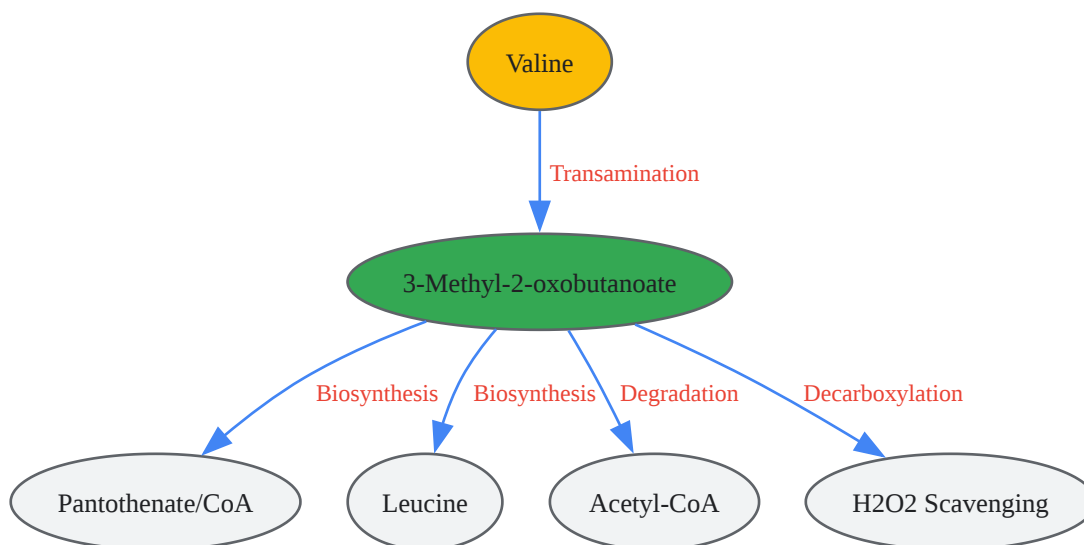 Valine
Transamination
3-Methyl-2-oxobutanoate
Biosynthesis
Biosynthesis
Degradation
Decarboxylation
Pantothenate/CoA
Leucine
Acetyl-CoA
H2O2 Scavenging